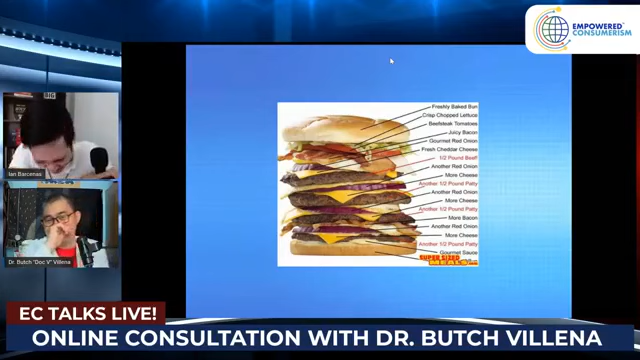 EMPOWERED
CONSUMERISM
BIG
Ian Barcenas
Dr. Butch "Doc V" Villena
Freshly Baked Bun
Crisp Chopped Lettuce
Beefsteak Tomatoes
Juicy Bacon
Gourmet Red Onion
Fresh Cheddar Cheese
1/2 Pound Beef
Another Red Onion
More Cheese
Another 1/2 Pound Patty
Another Red Onion
More Cheese
Another 1/2 Pound Patty
More Bacon
Another Red Onion
More Cheese
Another 1/2 Pound Patty
Gourmet Sauce
SUPER SIZED
MEALS
EC TALKS LIVE!
ONLINE CONSULTATION WITH DR. BUTCH VILLENA